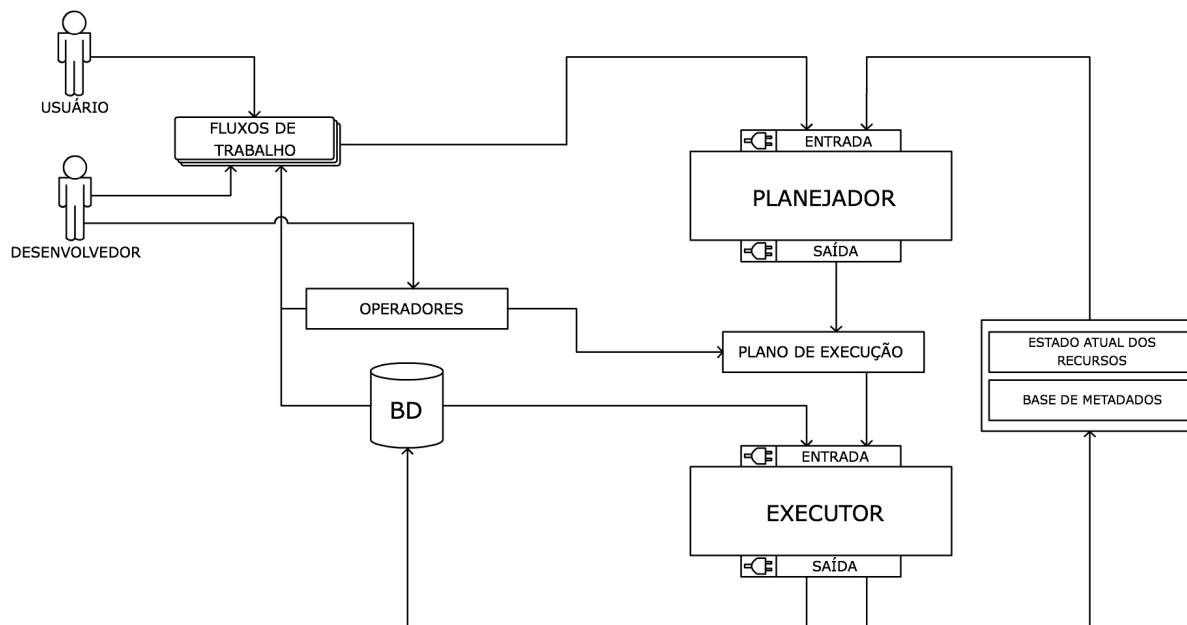 USUÁRIO
FLUXOS DE
TRABALHO
ENTRADA
PLANEJADOR
SAÍDA
DESENVOLVEDOR
OPERADORES
PLANO DE EXECUÇÃO
ESTADO ATUAL DOS
RECURSOS
BASE DE METADADOS
BD
ENTRADA
EXECUTOR
SAÍDA